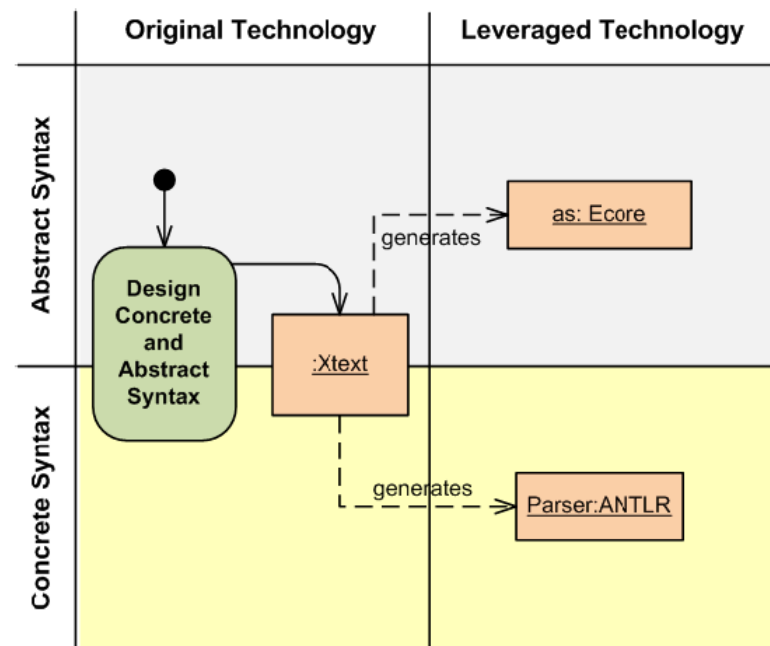 Original Technology
Leveraged Technology
Abstract Syntax
as: Ecore
generates
Design
Concrete
and
Abstract
Syntax
:Xtext
Concrete Syntax
generates
Parser:ANTLR